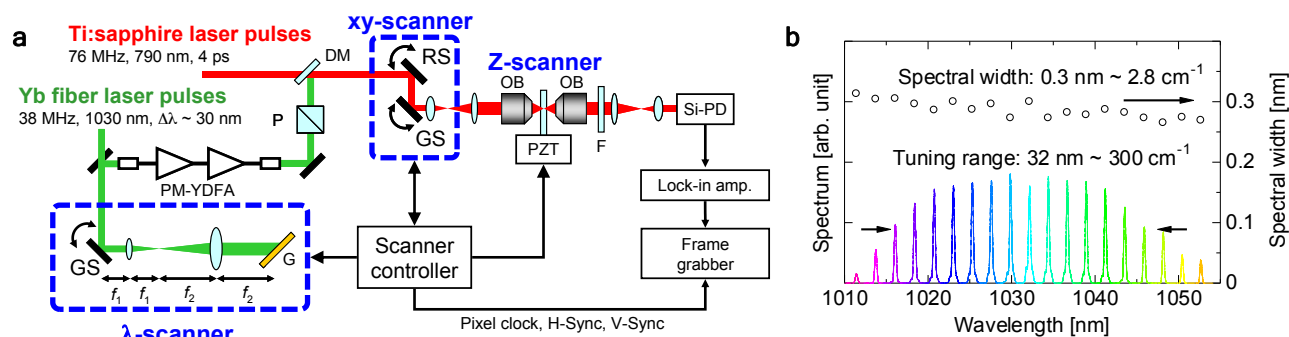 a
Ti:sapphire laser pulses
76 MHz, 790 nm, 4 ps
DM
xy-scanner
RS
GS
Z-scanner
OB
OB
Si-PD
PZT
F
Yb fiber laser pulses
38 MHz, 1030 nm, Δλ ~ 30 nm
P
PM-YDFA
Lock-in amp.
Frame
grabber
Scanner
controller
GS
G
f1 f1 f2 f2
λ-scanner
Pixel clock, H-Sync, V-Sync
b
Spectral width: 0.3 nm ~ 2.8 cm-1
Tuning range: 32 nm ~ 300 cm-1
Spectrum [arb. unit]
Spectral width [nm]
0.3
0.2
0.1
0
1010 1020 1030 1040 1050
Wavelength [nm]